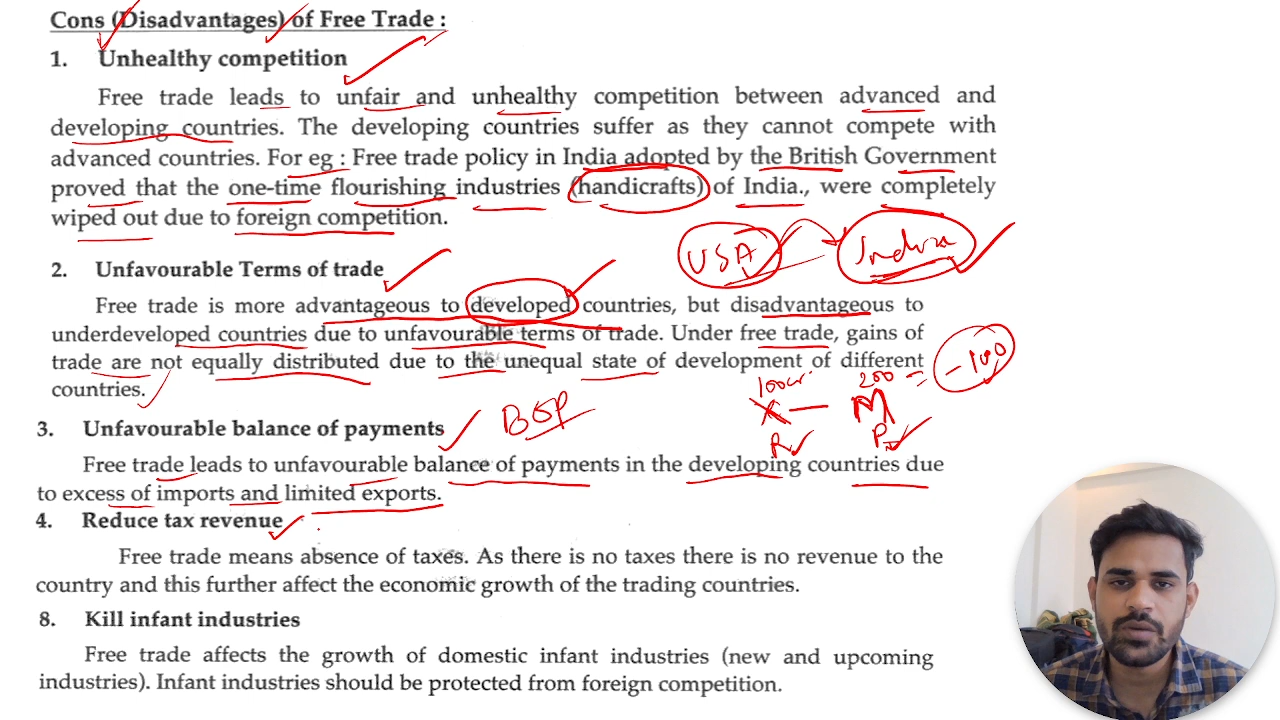 Cons (Disadvantages) of Free Trade :
1. Unhealthy competition
Free trade leads to unfair and unhealthy competition between advanced and
developing countries. The developing countries suffer as they cannot compete with
advanced countries. For eg : Free trade policy in India adopted by the British Government
proved that the one-time flourishing industries (handicrafts) of India., were completely
wiped out due to foreign competition.
USA India
2. Unfavourable Terms of trade
Free trade is more advantageous to developed countries, but disadvantageous to
underdeveloped countries due to unfavourable terms of trade. Under free trade, gains of
trade are not equally distributed due to the unequal state of development of different
countries.
100cr. 200
X — M = -100
R P
BOP
3. Unfavourable balance of payments
Free trade leads to unfavourable balance of payments in the developing countries due
to excess of imports and limited exports.
4. Reduce tax revenue
Free trade means absence of taxes. As there is no taxes there is no revenue to the
country and this further affect the economic growth of the trading countries.
8. Kill infant industries
Free trade affects the growth of domestic infant industries (new and upcoming
industries). Infant industries should be protected from foreign competition.